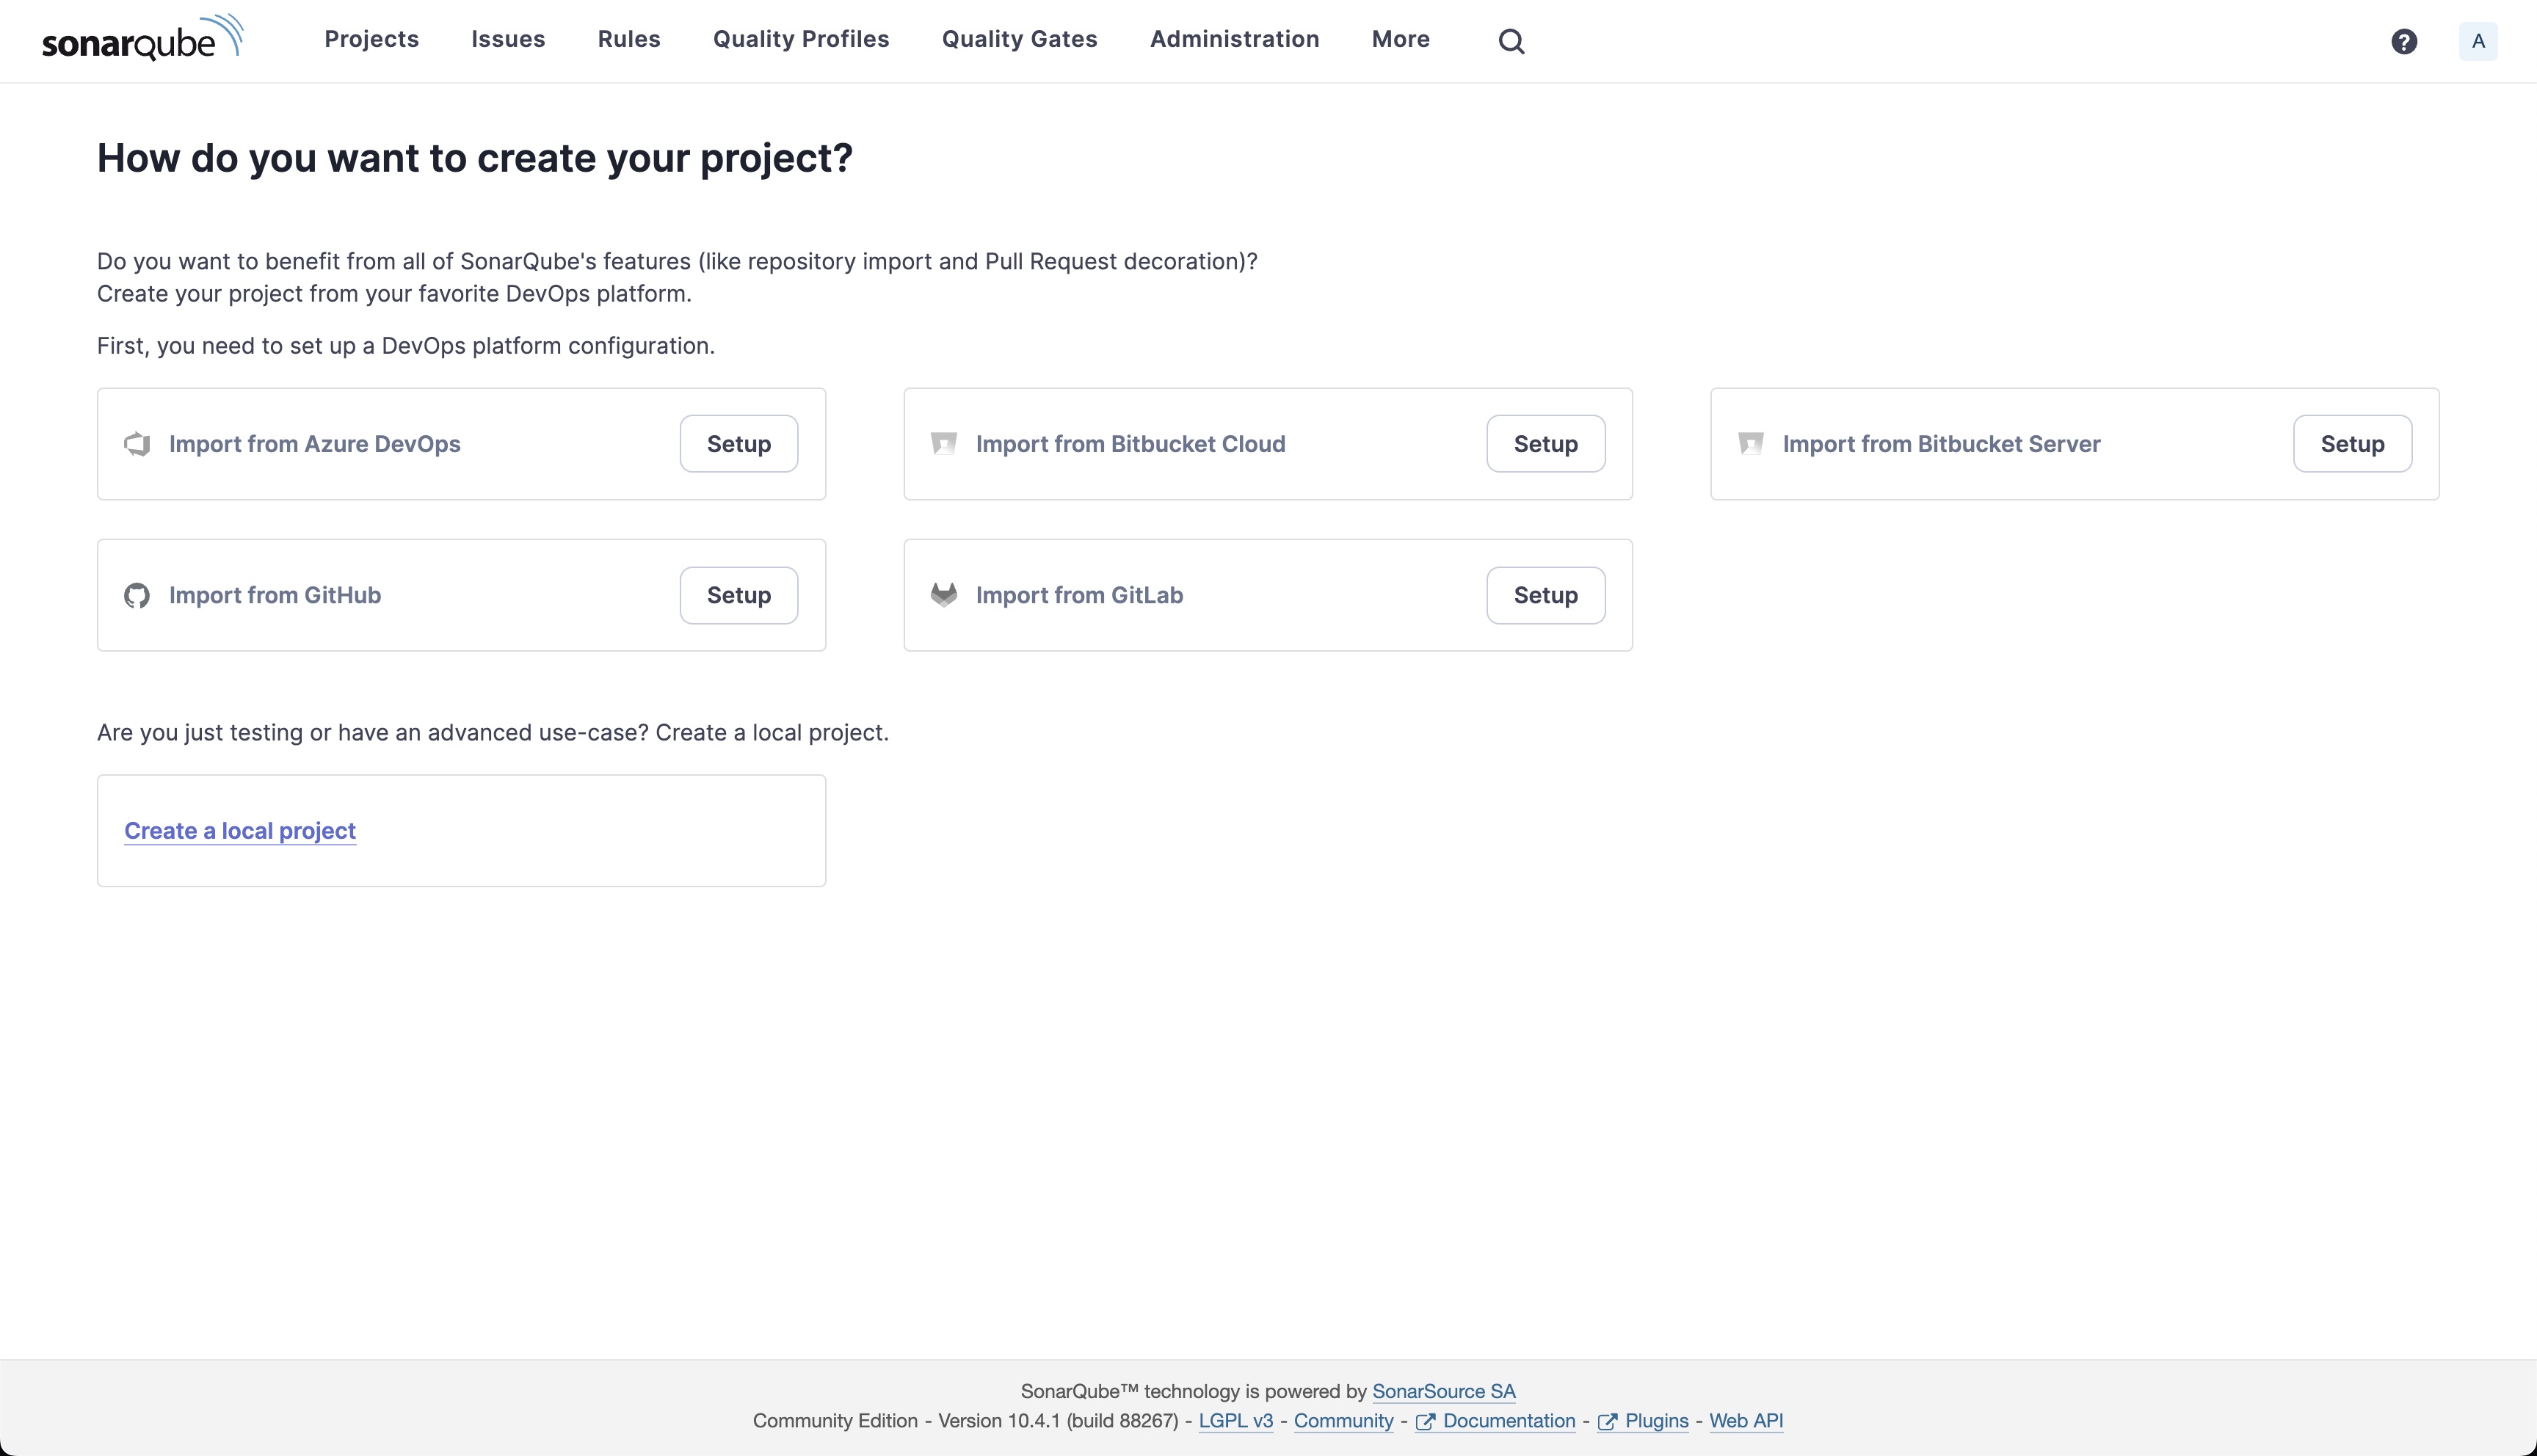 sonarqube Projects Issues Rules Quality Profiles Quality Gates Administration More ? A
How do you want to create your project?
Do you want to benefit from all of SonarQube's features (like repository import and Pull Request decoration)?
Create your project from your favorite DevOps platform.
First, you need to set up a DevOps platform configuration.
Import from Azure DevOps Setup Import from Bitbucket Cloud Setup Import from Bitbucket Server Setup
Import from GitHub Setup Import from GitLab Setup
Are you just testing or have an advanced use-case? Create a local project.
Create a local project
SonarQube™ technology is powered by SonarSource SA
Community Edition - Version 10.4.1 (build 88267) - LGPL v3 - Community - Documentation - Plugins - Web API